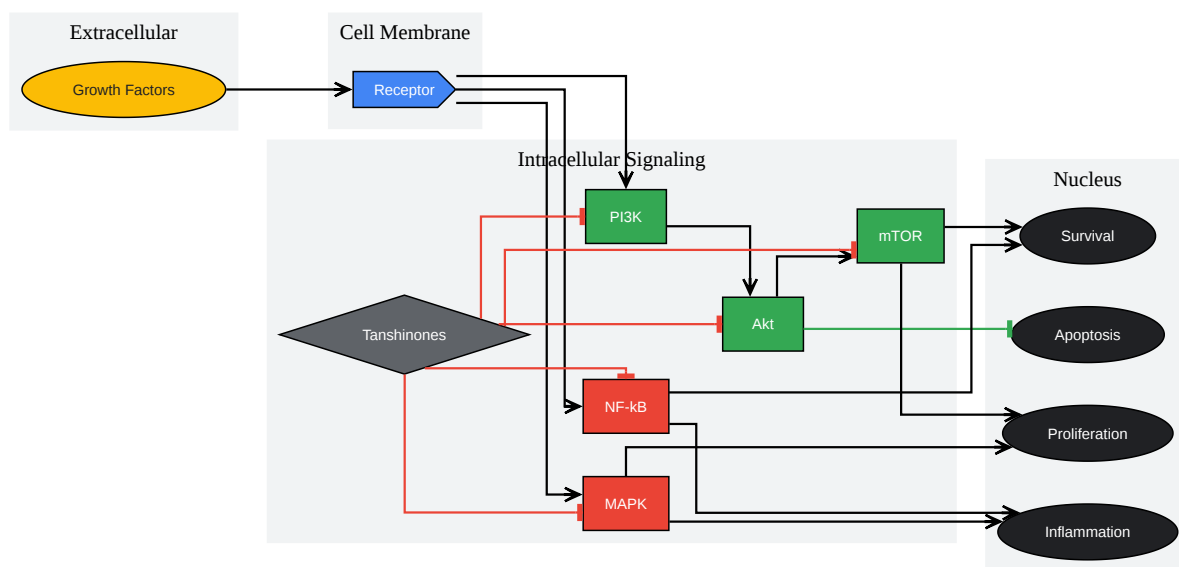 Extracellular
Cell Membrane
Growth Factors
Receptor
Intracellular Signaling
Nucleus
PI3K
mTOR
Survival
Akt
Tanshinones
Apoptosis
NF-kB
Proliferation
MAPK
Inflammation